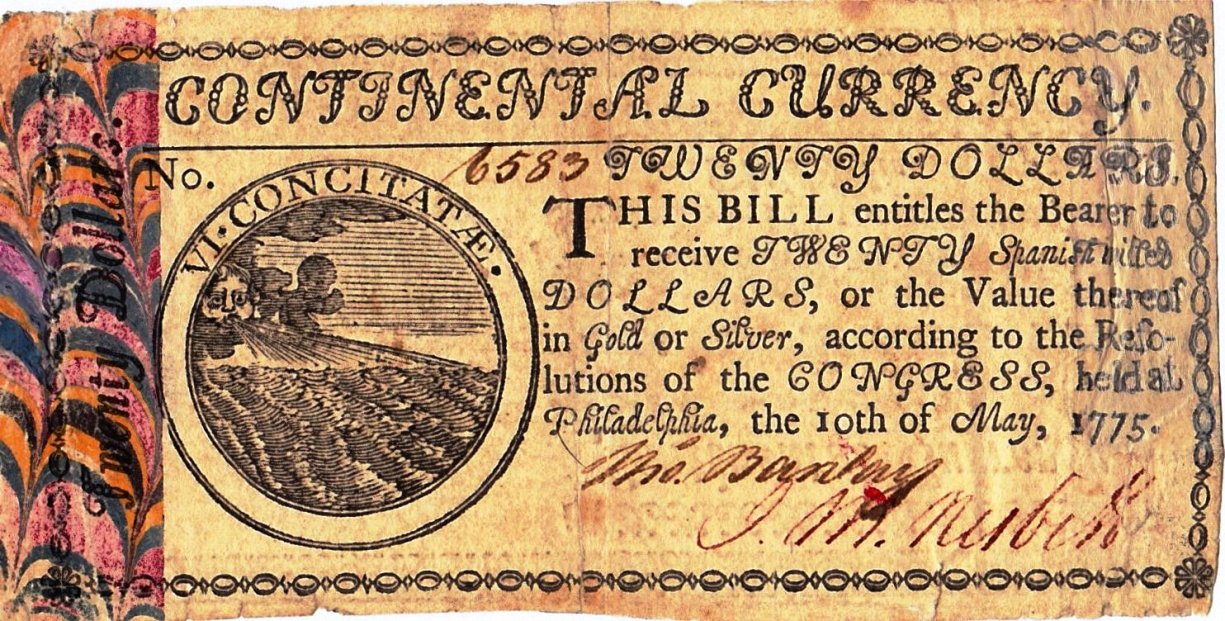 CONTINENTAL CURRENCY.
Twenty Dollars.
No. 6583 TWENTY DOLLARS.
VI·CONCITATÆ.
THIS BILL entitles the Bearer to
receive TWENTY Spanish milled
DOLLARS, or the Value thereof
in Gold or Silver, according to the Reso-
lutions of the CONGRESS, held at
Philadelphia, the 10th of May, 1775.
Tho.
J. M. Nesbitt